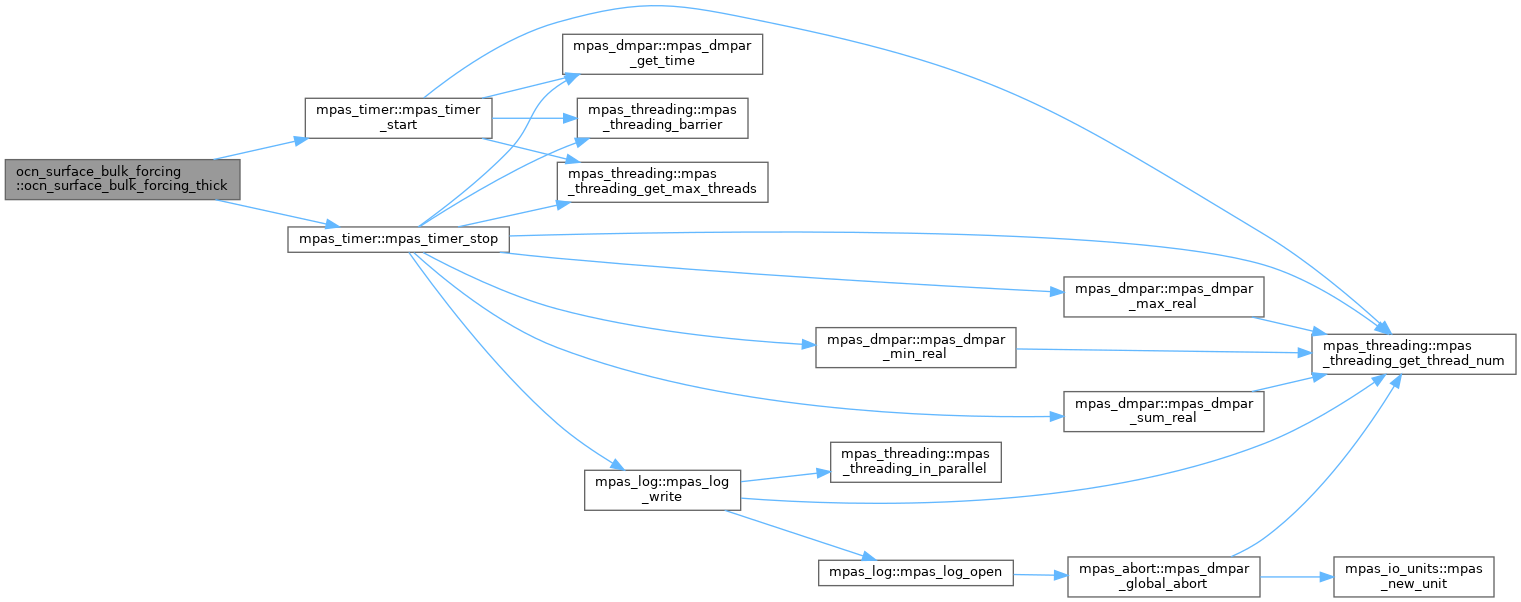 ocn_surface_bulk_forcing
::ocn_surface_bulk_forcing_thick
mpas_timer::mpas_timer
_start
mpas_timer::mpas_timer_stop
mpas_dmpar::mpas_dmpar
_get_time
mpas_threading::mpas
_threading_barrier
mpas_threading::mpas
_threading_get_max_threads
mpas_dmpar::mpas_dmpar
_max_real
mpas_dmpar::mpas_dmpar
_min_real
mpas_threading::mpas
_threading_get_thread_num
mpas_dmpar::mpas_dmpar
_sum_real
mpas_threading::mpas
_threading_in_parallel
mpas_log::mpas_log
_write
mpas_log::mpas_log_open
mpas_abort::mpas_dmpar
_global_abort
mpas_io_units::mpas
_new_unit